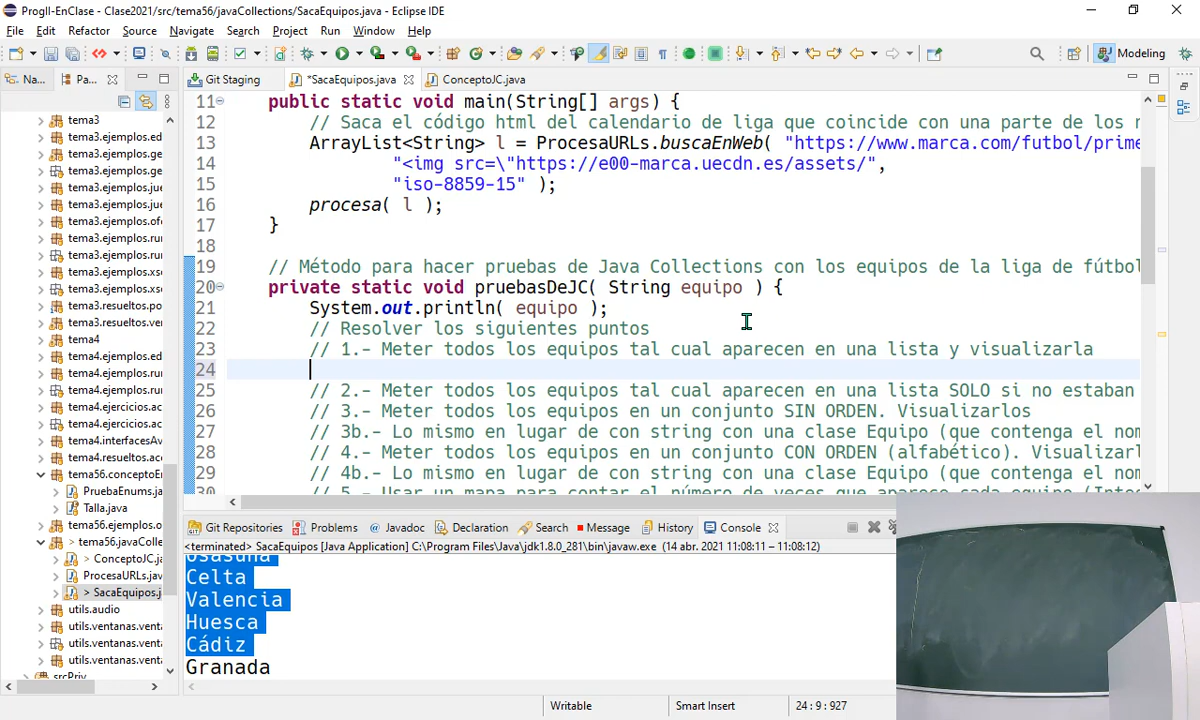 ProgII-EnClase - Clase2021/src/tema56/javaCollections/SacaEquipos.java - Eclipse IDE
File Edit Refactor Source Navigate Search Project Run Window Help
Modeling
Na... Pa...
Git Staging *SacaEquipos.java ConceptoJC.java
tema3
tema3.ejemplos.ed
tema3.ejemplos.ge
tema3.ejemplos.ge
tema3.ejemplos.jue
tema3.ejemplos.jue
tema3.ejemplos.ofe
tema3.ejemplos.rur
tema3.ejemplos.rur
tema3.ejemplos.xso
tema3.resueltos.po
tema3.resueltos.ver
tema4
tema4.ejemplos.ed
tema4.ejemplos.rur
tema4.ejemplos.rur
tema4.ejercicios.ac
tema4.ejercicios.ac
tema4.interfacesAv
tema4.resueltos.aco
tema56.conceptoEn
PruebaEnums.ja
Talla.java
tema56.ejemplos.o
> tema56.javaColle
> ConceptoJC.ja
ProcesaURLs.jav
> SacaEquipos.j
utils.audio
utils.ventanas.venta
utils.ventanas.venta
utils.ventanas.venta
srcPriv
11 public static void main(String[] args) {
12 // Saca el código html del calendario de liga que coincide con una parte de los n
13 ArrayList<String> l = ProcesaURLs.buscaEnWeb( "https://www.marca.com/futbol/prime
14 "<img src=\"https://e00-marca.uecdn.es/assets/",
15 "iso-8859-15" );
16 procesa( l );
17 }
18
19 // Método para hacer pruebas de Java Collections con los equipos de la liga de fútbol
20 private static void pruebasDeJC( String equipo ) {
21 System.out.println( equipo );
22 // Resolver los siguientes puntos
23 // 1.- Meter todos los equipos tal cual aparecen en una lista y visualizarla
24
25 // 2.- Meter todos los equipos tal cual aparecen en una lista SOLO si no estaban
26 // 3.- Meter todos los equipos en un conjunto SIN ORDEN. Visualizarlos
27 // 3b.- Lo mismo en lugar de con string con una clase Equipo (que contenga el nom
28 // 4.- Meter todos los equipos en un conjunto CON ORDEN (alfabético). Visualizarl
29 // 4b.- Lo mismo en lugar de con string con una clase Equipo (que contenga el nom
30 // 5.- Usar un mapa para contar el número de veces que aparece cada equipo (Integ
Git Repositories Problems Javadoc Declaration Search Message History Console
<terminated> SacaEquipos [Java Application] C:\Program Files\Java\jdk1.8.0_281\bin\javaw.exe (14 abr. 2021 11:08:11 – 11:08:12)
Osasuna
Celta
Valencia
Huesca
Cádiz
Granada
Writable Smart Insert 24 : 9 : 927